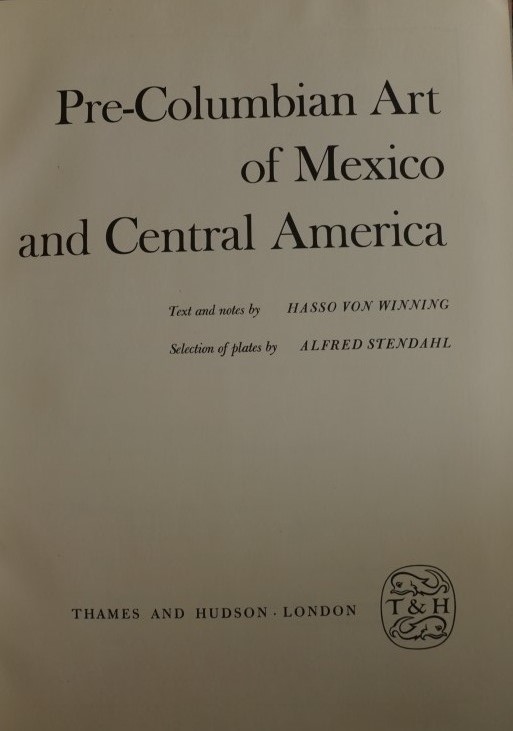 Pre-Columbian Art
of Mexico
and Central America
Text and notes by HASSO VON WINNING
Selection of plates by ALFRED STENDAHL
THAMES AND HUDSON · LONDON
T & H